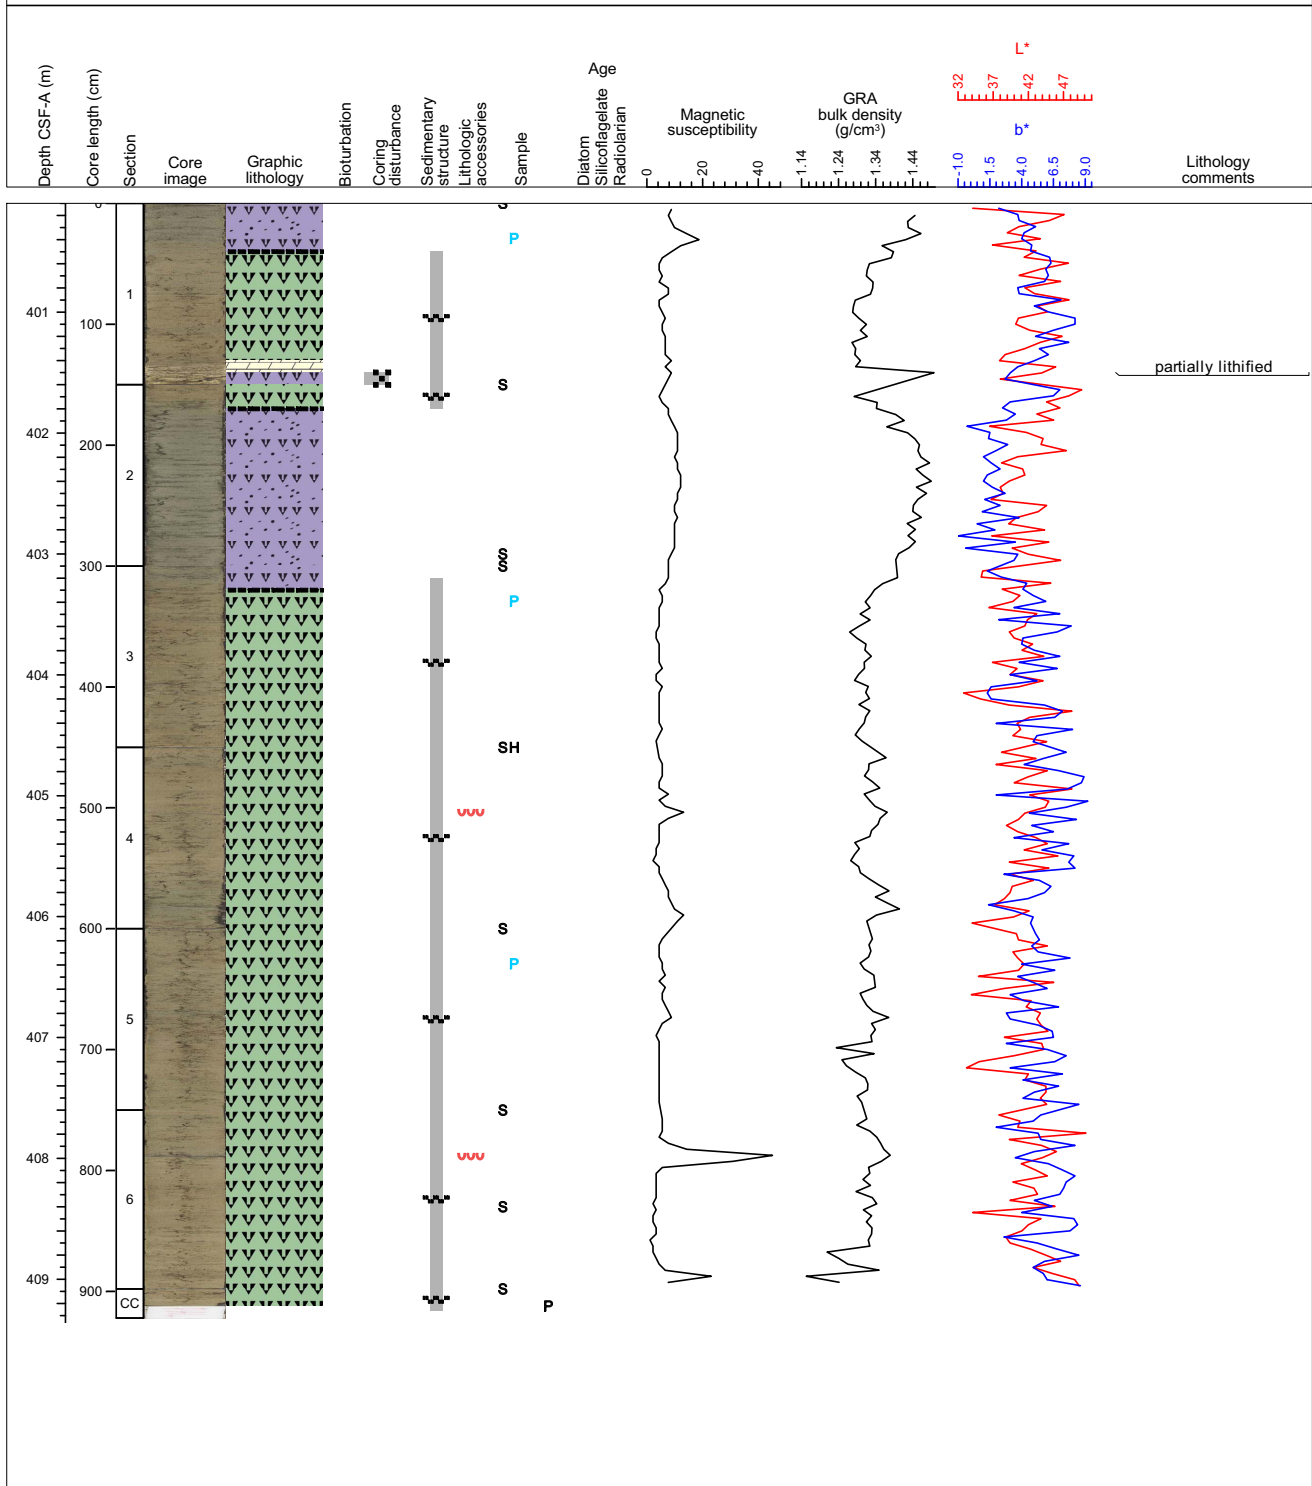 Depth CSF-A (m)
Core length (cm)
Section
Core
image
Graphic
lithology
Bioturbation
Coring
disturbance
Sedimentary
structure
Lithologic
accessories
Sample
Age
Diatom
Silicoflagelate
Radiolarian
Magnetic
susceptibility
0 20 40
GRA
bulk density
(g/cm³)
1.14 1.24 1.34 1.44
L*
32 37 42 47
b*
-1.0 1.5 4.0 6.5 9.0
Lithology
comments
0
S
P
1
401
100
partially lithified
S
402
200
2
403
S
S
300
P
3
404
400
SH
405
500
4
406
600
S
P
5
407
700
S
408
800
6
S
409
900
S
CC
P